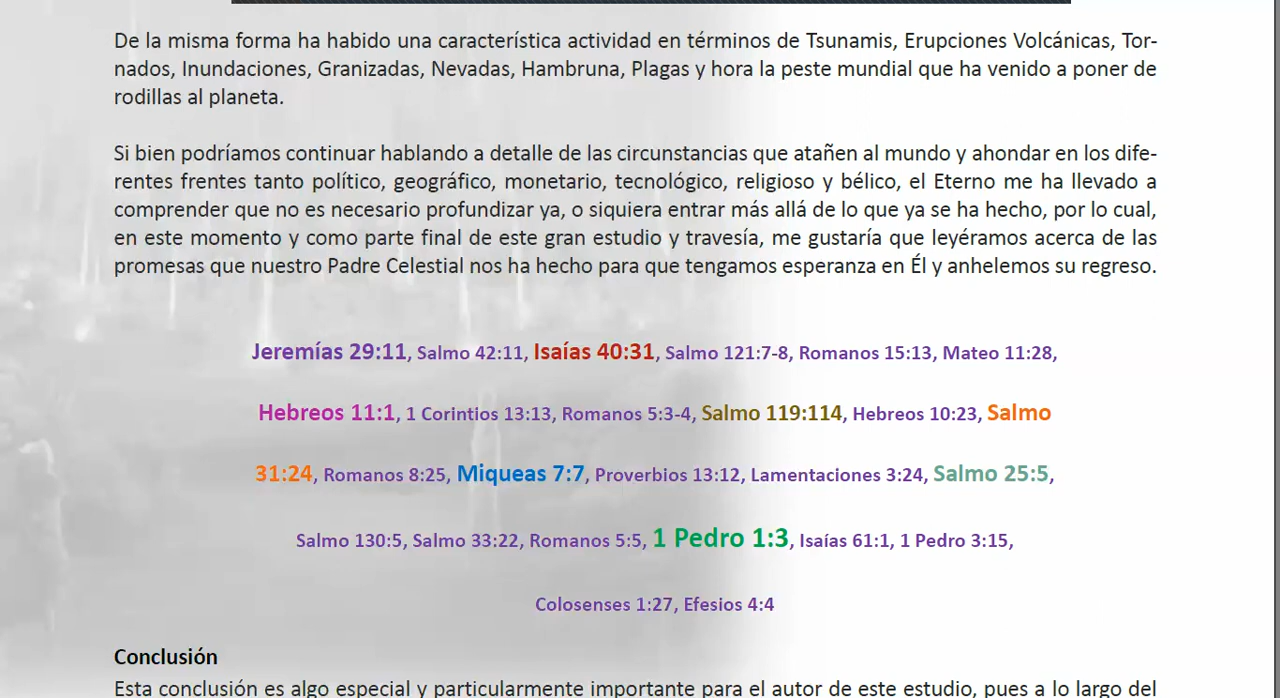 De la misma forma ha habido una característica actividad en términos de Tsunamis, Erupciones Volcánicas, Tor-
nados, Inundaciones, Granizadas, Nevadas, Hambruna, Plagas y hora la peste mundial que ha venido a poner de
rodillas al planeta.
Si bien podríamos continuar hablando a detalle de las circunstancias que atañen al mundo y ahondar en los dife-
rentes frentes tanto político, geográfico, monetario, tecnológico, religioso y bélico, el Eterno me ha llevado a
comprender que no es necesario profundizar ya, o siquiera entrar más allá de lo que ya se ha hecho, por lo cual,
en este momento y como parte final de este gran estudio y travesía, me gustaría que leyéramos acerca de las
promesas que nuestro Padre Celestial nos ha hecho para que tengamos esperanza en Él y anhelemos su regreso.
Jeremías 29:11, Salmo 42:11, Isaías 40:31, Salmo 121:7-8, Romanos 15:13, Mateo 11:28,
Hebreos 11:1, 1 Corintios 13:13, Romanos 5:3-4, Salmo 119:114, Hebreos 10:23, Salmo
31:24, Romanos 8:25, Miqueas 7:7, Proverbios 13:12, Lamentaciones 3:24, Salmo 25:5,
Salmo 130:5, Salmo 33:22, Romanos 5:5, 1 Pedro 1:3, Isaías 61:1, 1 Pedro 3:15,
Colosenses 1:27, Efesios 4:4
Conclusión
Esta conclusión es algo especial y particularmente importante para el autor de este estudio, pues a lo largo del